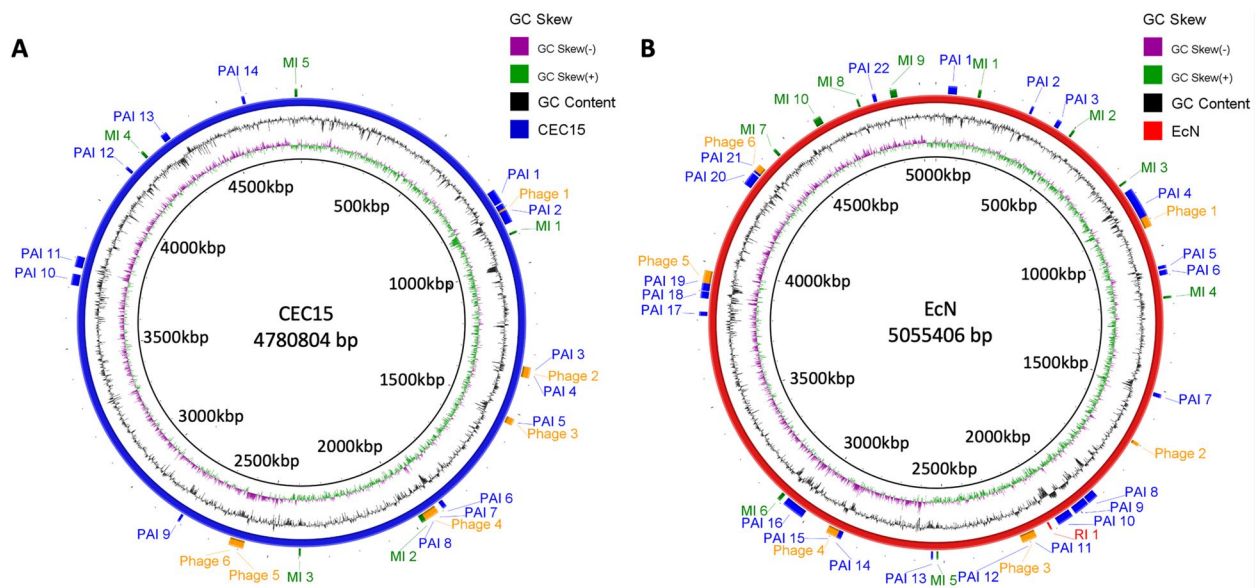 A
GC Skew
GC Skew(-)
GC Skew(+)
GC Content
CEC15
MI 5
PAI 14
PAI 13
MI 4
PAI 12
PAI 11
PAI 10
PAI 9
Phage 6
Phage 5
MI 3
MI 2
PAI 8
Phage 4
PAI 7
PAI 6
Phage 3
PAI 5
PAI 4
Phage 2
PAI 3
MI 1
PAI 2
Phage 1
PAI 1
4500kbp
500kbp
4000kbp
1000kbp
3500kbp
1500kbp
3000kbp
2000kbp
2500kbp
CEC15
4780804 bp
B
GC Skew
GC Skew(-)
GC Skew(+)
GC Content
EcN
PAI 1
MI 1
PAI 2
PAI 3
MI 2
MI 3
PAI 4
Phage 1
PAI 5
PAI 6
MI 4
PAI 7
Phage 2
PAI 8
PAI 9
PAI 10
RI 1
PAI 11
Phage 3
PAI 12
MI 5
PAI 13
PAI 14
Phage 4
PAI 15
PAI 16
MI 6
PAI 17
PAI 18
PAI 19
Phage 5
PAI 20
PAI 21
Phage 6
MI 7
MI 10
MI 8
PAI 22
MI 9
5000kbp
4500kbp
500kbp
4000kbp
1000kbp
3500kbp
1500kbp
3000kbp
2000kbp
2500kbp
EcN
5055406 bp